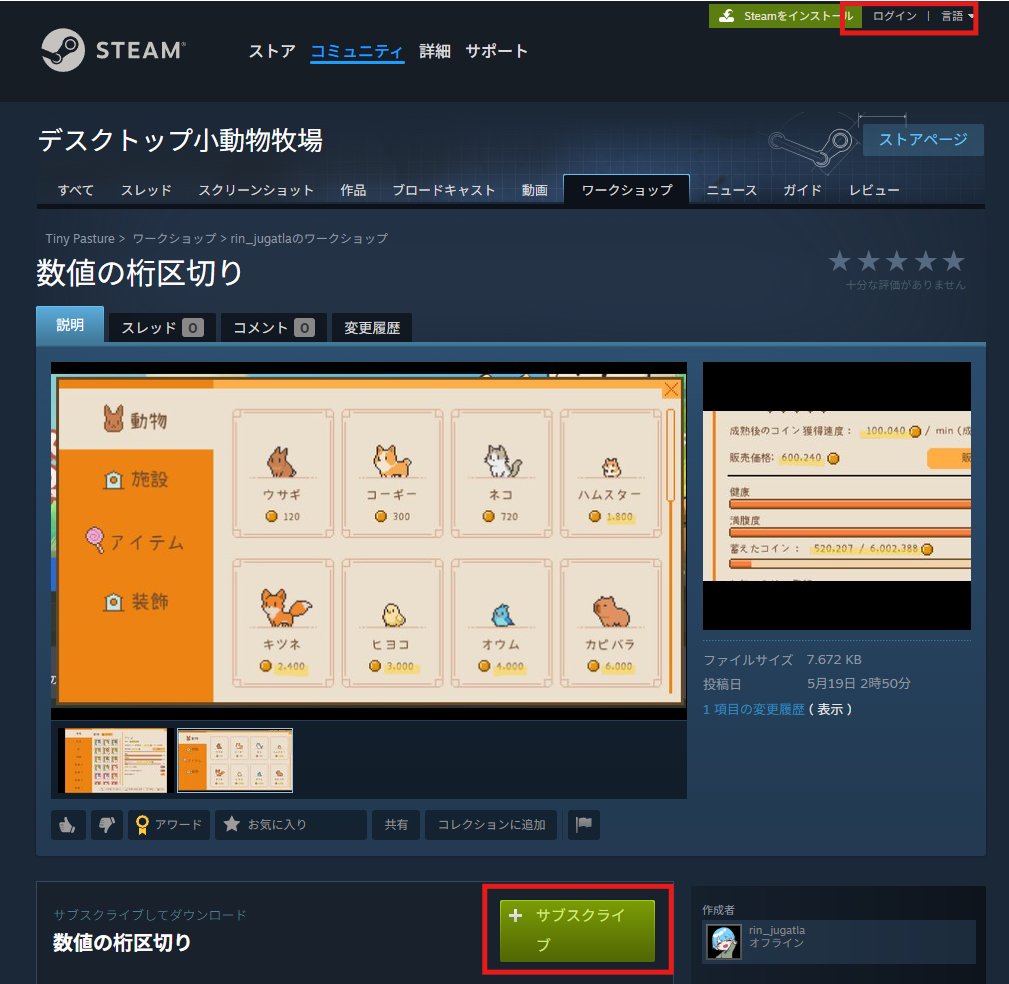 Steamをインストール
ログイン | 言語
STEAM
ストア コミュニティ 詳細 サポート
デスクトップ小動物牧場
ストアページ
すべて スレッド スクリーンショット 作品 ブロードキャスト 動画 ワークショップ ニュース ガイド レビュー
Tiny Pasture > ワークショップ > rin_jugatlaのワークショップ
数値の桁区切り
十分な評価がありません
説明 スレッド 0 コメント 0 変更履歴
動物
施設
アイテム
装飾
ウサギ コーギー ネコ ハムスター
120 300 720 1,800
キツネ ヒヨコ オウム カピバラ
2,400 3,000 4,000 6,000
成熟後のコイン獲得速度： 100,040 / min (成
販売価格: 600,240
販
健康
満腹度
蓄えたコイン： 520,207 / 6,002,388
ファイルサイズ 7.672 KB
投稿日 5月19日 2時50分
1 項目の変更履歴 ( 表示 )
アワード お気に入り 共有 コレクションに追加
サブスクライブしてダウンロード
数値の桁区切り
サブスクライ
ブ
作成者
rin_jugatla
オフライン